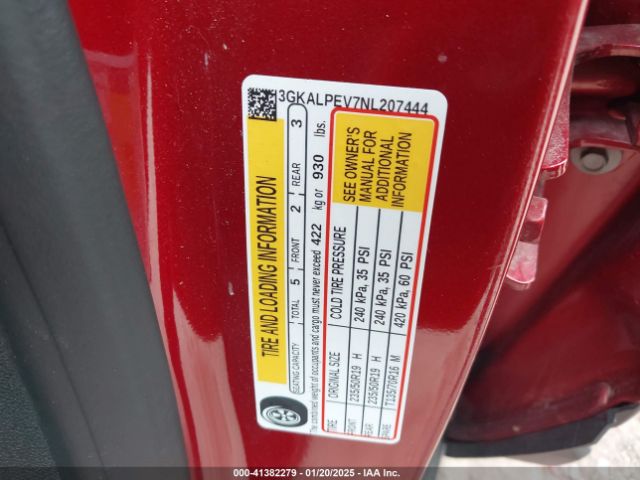 3GKALPEV7NL207444
TIRE AND LOADING INFORMATION
SEATING CAPACITY TOTAL 5 FRONT 2 REAR 3
The combined weight of occupants and cargo must never exceed 422 kg or 930 lbs.
TIRE ORIGINAL SIZE COLD TIRE PRESSURE
FRONT 235/50R19 H 240 kPa, 35 PSI
REAR 235/50R19 H 240 kPa, 35 PSI
SPARE T135/70R16 M 420 kPa, 60 PSI
SEE OWNER'S
MANUAL FOR
ADDITIONAL
INFORMATION
000-41382279 - 01/20/2025 - IAA Inc.